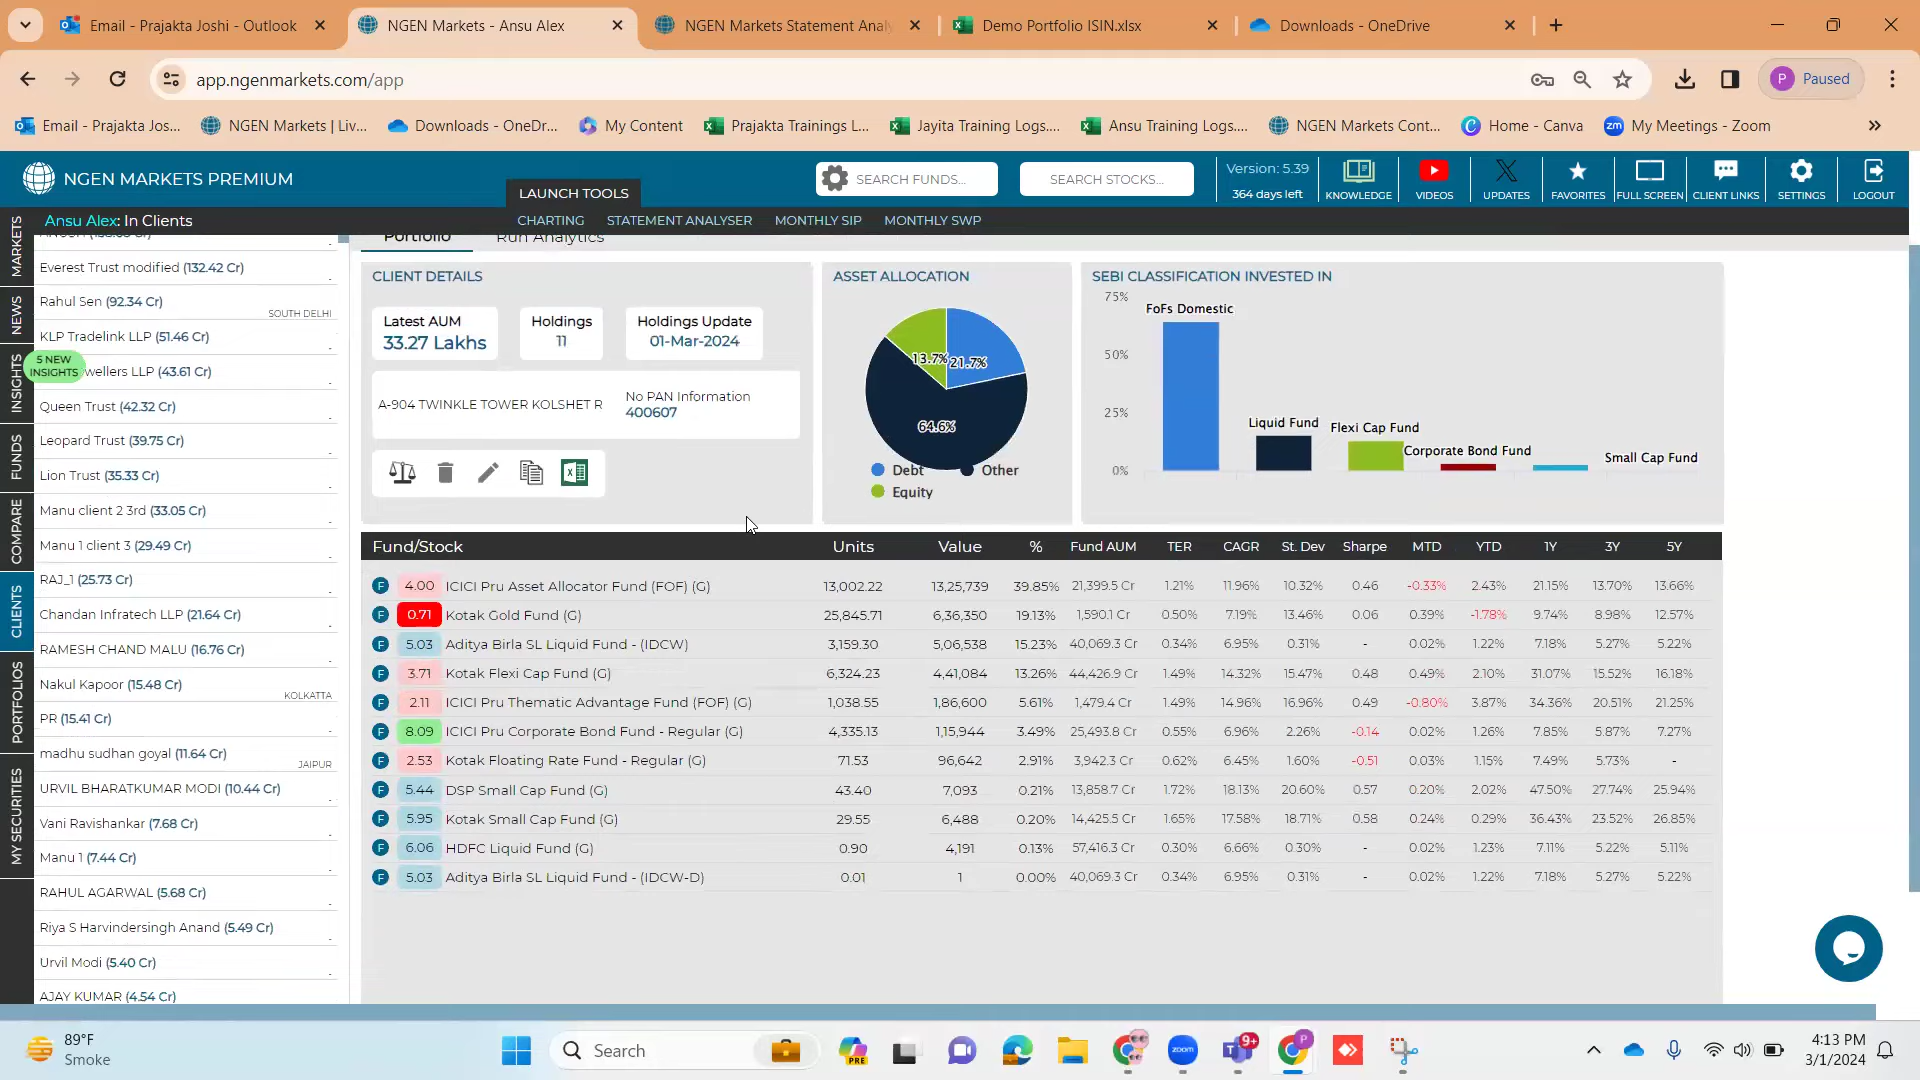 Email - Prajakta Joshi - Outlook
NGEN Markets - Ansu Alex
NGEN Markets Statement Analy
Demo Portfolio ISIN.xlsx
Downloads - OneDrive
app.ngenmarkets.com/app
P Paused
Email - Prajakta Jos...
NGEN Markets | Liv...
Downloads - OneDr...
My Content
Prajakta Trainings L...
Jayita Training Logs....
Ansu Training Logs....
NGEN Markets Cont...
Home - Canva
zm My Meetings - Zoom
NGEN MARKETS PREMIUM
LAUNCH TOOLS
SEARCH FUNDS...
SEARCH STOCKS...
Version: 5.39
364 days left
KNOWLEDGE
VIDEOS
UPDATES
FAVORITES
FULL SCREEN
CLIENT LINKS
SETTINGS
LOGOUT
Ansu Alex: In Clients
CHARTING STATEMENT ANALYSER MONTHLY SIP MONTHLY SWP
MARKETS
NEWS
INSIGHTS
5 NEW
INSIGHTS
FUNDS
COMPARE
CLIENTS
PORTFOLIOS
MY SECURITIES
Everest Trust modified (132.42 Cr)
Rahul Sen (92.34 Cr)
SOUTH DELHI
KLP Tradelink LLP (51.46 Cr)
wellers LLP (43.61 Cr)
Queen Trust (42.32 Cr)
Leopard Trust (39.75 Cr)
Lion Trust (35.33 Cr)
Manu client 2 3rd (33.05 Cr)
Manu 1 client 3 (29.49 Cr)
RAJ_1 (25.73 Cr)
Chandan Infratech LLP (21.64 Cr)
RAMESH CHAND MALU (16.76 Cr)
Nakul Kapoor (15.48 Cr)
KOLKATTA
PR (15.41 Cr)
madhu sudhan goyal (11.64 Cr)
JAIPUR
URVIL BHARATKUMAR MODI (10.44 Cr)
Vani Ravishankar (7.68 Cr)
Manu 1 (7.44 Cr)
RAHUL AGARWAL (5.68 Cr)
Riya S Harvindersingh Anand (5.49 Cr)
Urvil Modi (5.40 Cr)
AJAY KUMAR (4.54 Cr)
Portfolio Run Analytics
CLIENT DETAILS
Latest AUM
33.27 Lakhs
Holdings
11
Holdings Update
01-Mar-2024
A-904 TWINKLE TOWER KOLSHET R
No PAN Information
400607
ASSET ALLOCATION
13.7% 21.7%
64.6%
Debt Other
Equity
SEBI CLASSIFICATION INVESTED IN
75%
50%
25%
0%
FoFs Domestic
Liquid Fund
Flexi Cap Fund
Corporate Bond Fund
Small Cap Fund
Fund/Stock Units Value % Fund AUM TER CAGR St. Dev Sharpe MTD YTD 1Y 3Y 5Y
F 4.00 ICICI Pru Asset Allocator Fund (FOF) (G) 13,002.22 13,25,739 39.85% 21,399.5 Cr 1.21% 11.96% 10.32% 0.46 -0.33% 2.43% 21.15% 13.70% 13.66%
F 0.71 Kotak Gold Fund (G) 25,845.71 6,36,350 19.13% 1,590.1 Cr 0.50% 7.19% 13.46% 0.06 0.39% -1.78% 9.74% 8.98% 12.57%
F 5.03 Aditya Birla SL Liquid Fund - (IDCW) 3,159.30 5,06,538 15.23% 40,069.3 Cr 0.34% 6.95% 0.31% - 0.02% 1.22% 7.18% 5.27% 5.22%
F 3.71 Kotak Flexi Cap Fund (G) 6,324.23 4,41,084 13.26% 44,426.9 Cr 1.49% 14.32% 15.47% 0.48 0.49% 2.10% 31.07% 15.52% 16.18%
F 2.11 ICICI Pru Thematic Advantage Fund (FOF) (G) 1,038.55 1,86,600 5.61% 1,479.4 Cr 1.49% 14.96% 16.96% 0.49 -0.80% 3.87% 34.36% 20.51% 21.25%
F 8.09 ICICI Pru Corporate Bond Fund - Regular (G) 4,335.13 1,15,944 3.49% 25,493.8 Cr 0.55% 6.96% 2.26% -0.14 0.02% 1.26% 7.85% 5.87% 7.27%
F 2.53 Kotak Floating Rate Fund - Regular (G) 71.53 96,642 2.91% 3,942.3 Cr 0.62% 6.45% 1.60% -0.51 0.03% 1.15% 7.49% 5.73% -
F 5.44 DSP Small Cap Fund (G) 43.40 7,093 0.21% 13,858.7 Cr 1.72% 18.13% 20.60% 0.57 0.20% 2.02% 47.50% 27.74% 25.94%
F 5.95 Kotak Small Cap Fund (G) 29.55 6,488 0.20% 14,425.5 Cr 1.65% 17.58% 18.71% 0.58 0.24% 0.29% 36.43% 23.52% 26.85%
F 6.06 HDFC Liquid Fund (G) 0.90 4,191 0.13% 57,416.3 Cr 0.30% 6.66% 0.30% - 0.02% 1.23% 7.11% 5.22% 5.11%
F 5.03 Aditya Birla SL Liquid Fund - (IDCW-D) 0.01 1 0.00% 40,069.3 Cr 0.34% 6.95% 0.31% - 0.02% 1.22% 7.18% 5.27% 5.22%
89°F
Smoke
Search
PRE
zoom
9+
P
4:13 PM
3/1/2024